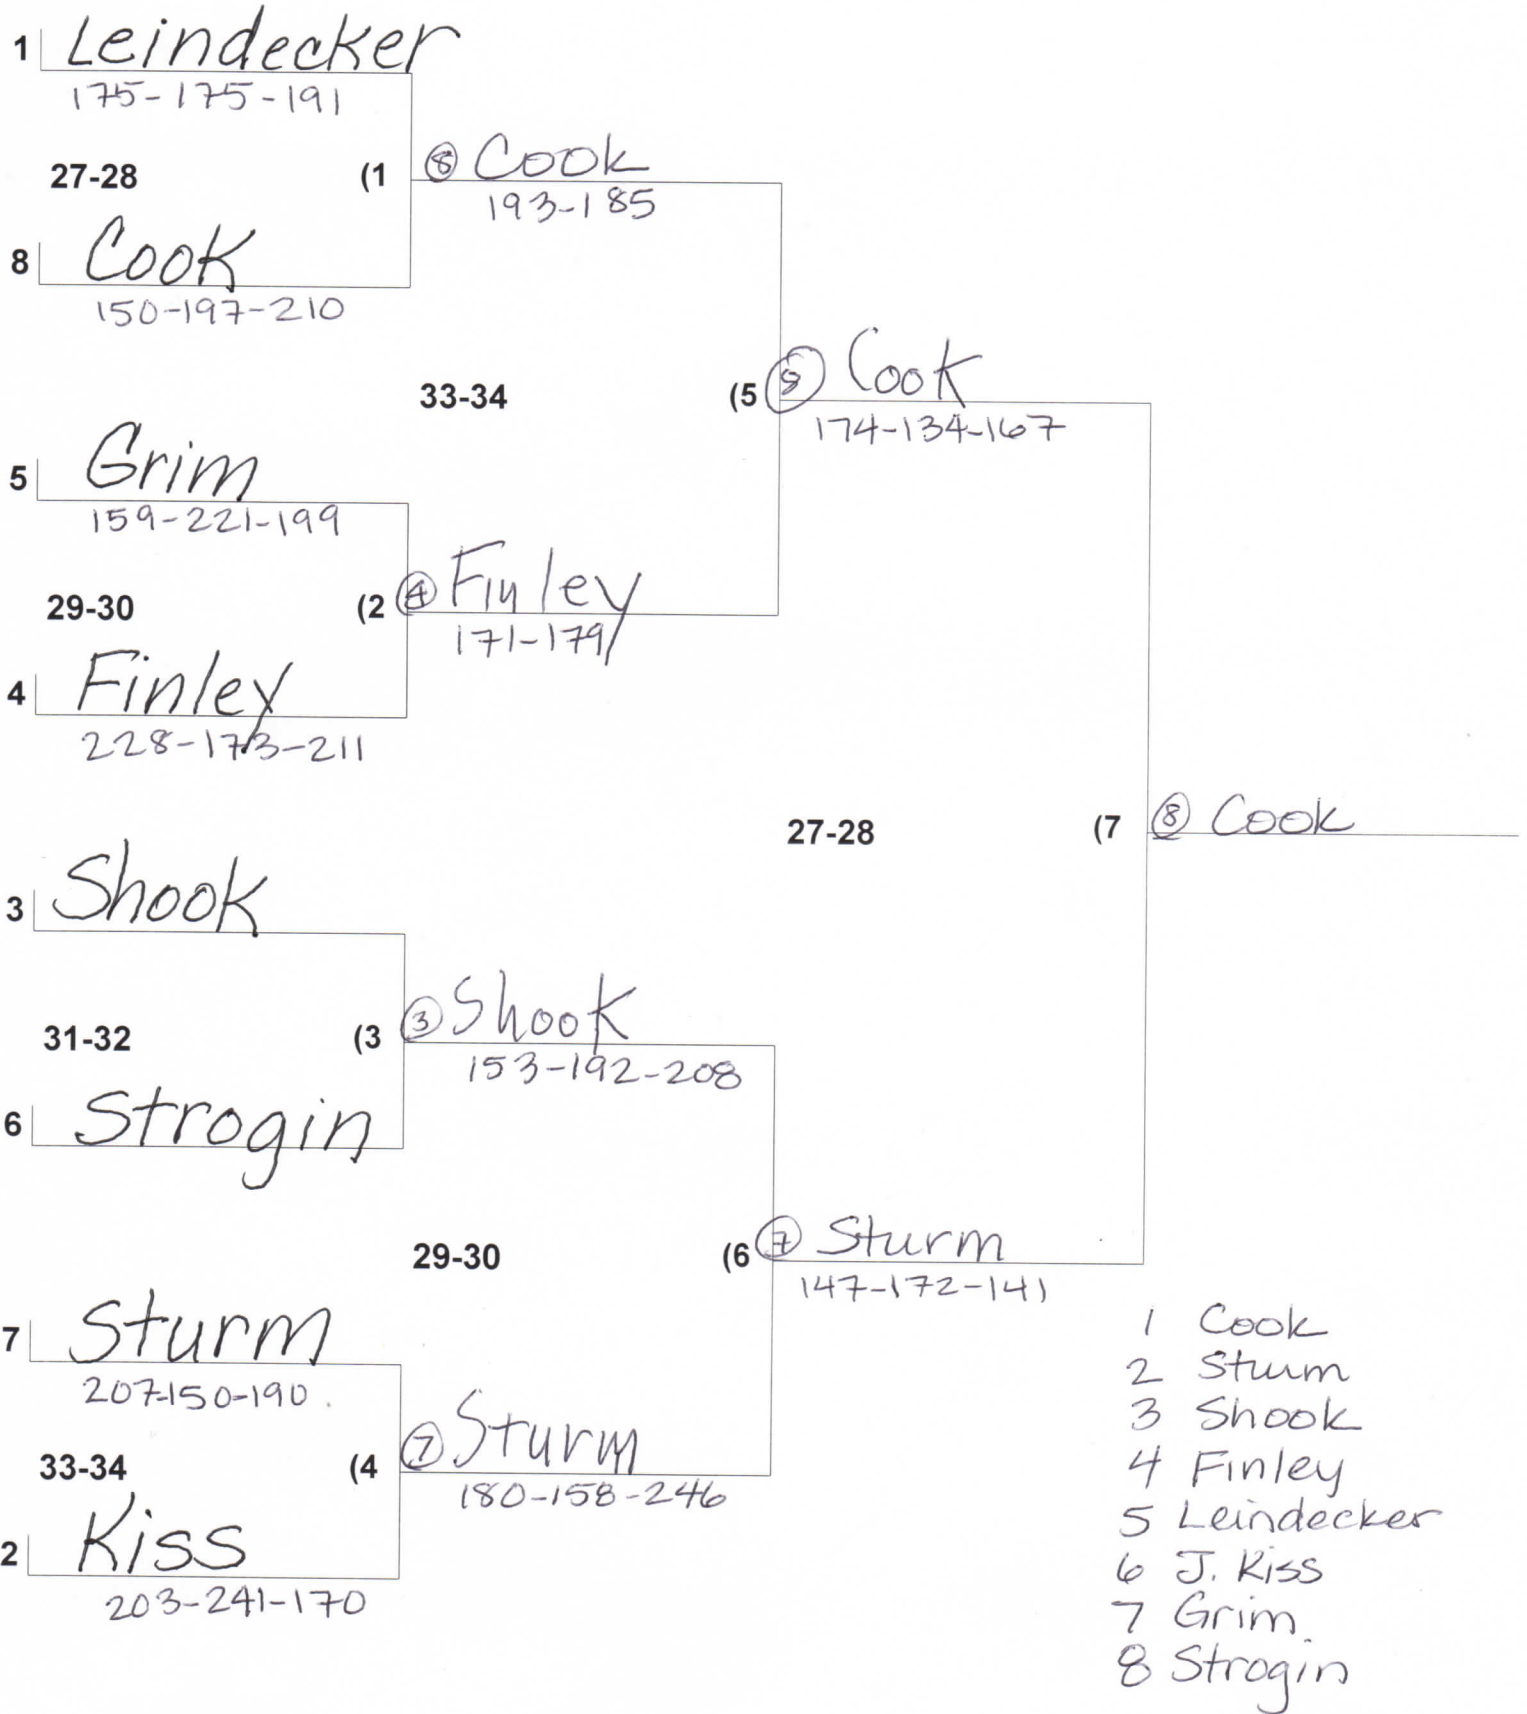 1 Leindecker
175-175-191
27-28 (1
⑧ Cook
193-185
8 Cook
150-197-210
33-34 (5
⑧ Cook
174-134-167
5 Grim
159-221-199
29-30 (2
④ Finley
171-179
4 Finley
228-173-211
27-28 (7
⑧ Cook
3 Shook
31-32 (3
③ Shook
153-192-208
6 Strogin
29-30 (6
⑦ Sturm
147-172-141
7 Sturm
207-150-190
33-34 (4
⑦ Sturm
180-158-246
2 Kiss
203-241-170
1 Cook
2 Sturm
3 Shook
4 Finley
5 Leindecker
6 J. Kiss
7 Grim
8 Strogin